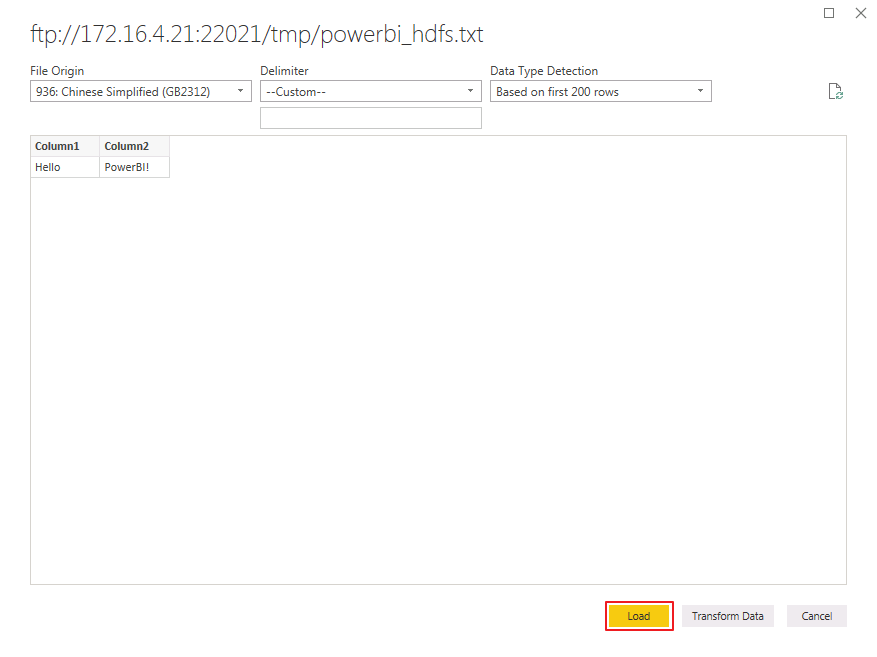 ftp://172.16.4.21:22021/tmp/powerbi_hdfs.txt
File Origin Delimiter Data Type Detection
936: Chinese Simplified (GB2312) --Custom-- Based on first 200 rows
Column1 Column2
Hello PowerBI!
Load Transform Data Cancel